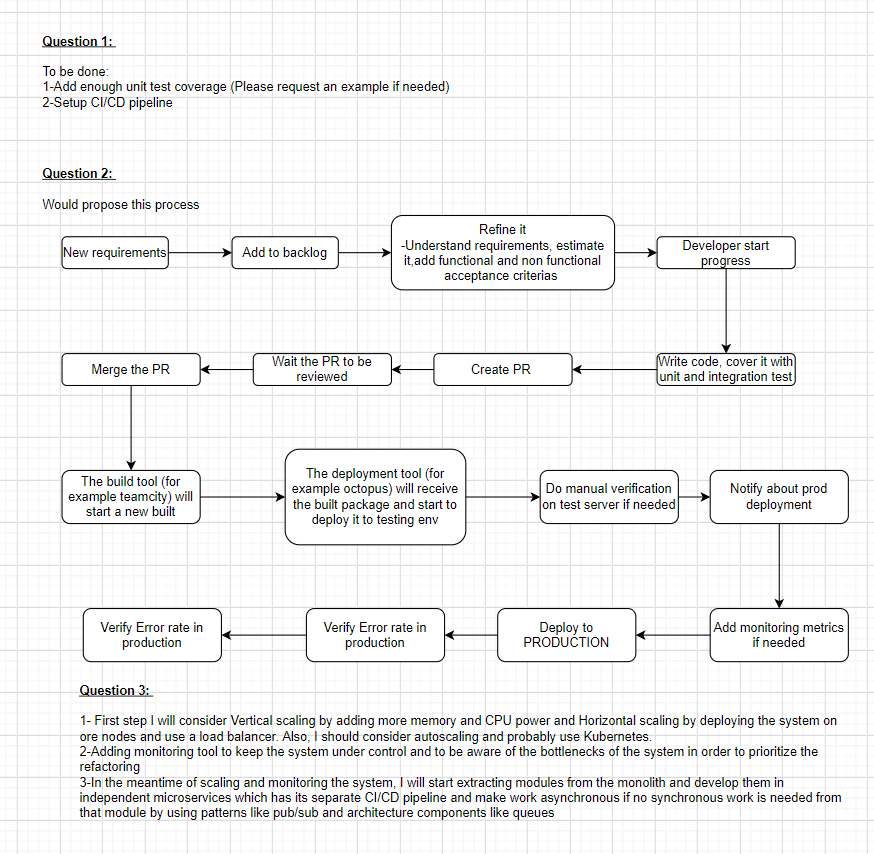 Question 1:
To be done:
1-Add enough unit test coverage (Please request an example if needed)
2-Setup CI/CD pipeline
Question 2:
Would propose this process
New requirements
Add to backlog
Refine it
-Understand requirements, estimate
it,add functional and non functional
acceptance criterias
Developer start
progress
Write code, cover it with
unit and integration test
Create PR
Wait the PR to be
reviewed
Merge the PR
The build tool (for
example teamcity) will
start a new built
The deployment tool (for
example octopus) will receive
the built package and start to
deploy it to testing env
Do manual verification
on test server if needed
Notify about prod
deployment
Add monitoring metrics
if needed
Deploy to
PRODUCTION
Verify Error rate in
production
Verify Error rate in
production
Question 3:
1- First step I will consider Vertical scaling by adding more memory and CPU power and Horizontal scaling by deploying the system on
ore nodes and use a load balancer. Also, I should consider autoscaling and probably use Kubernetes.
2-Adding monitoring tool to keep the system under control and to be aware of the bottlenecks of the system in order to prioritize the
refactoring
3-In the meantime of scaling and monitoring the system, I will start extracting modules from the monolith and develop them in
independent microservices which has its separate CI/CD pipeline and make work asynchronous if no synchronous work is needed from
that module by using patterns like pub/sub and architecture components like queues